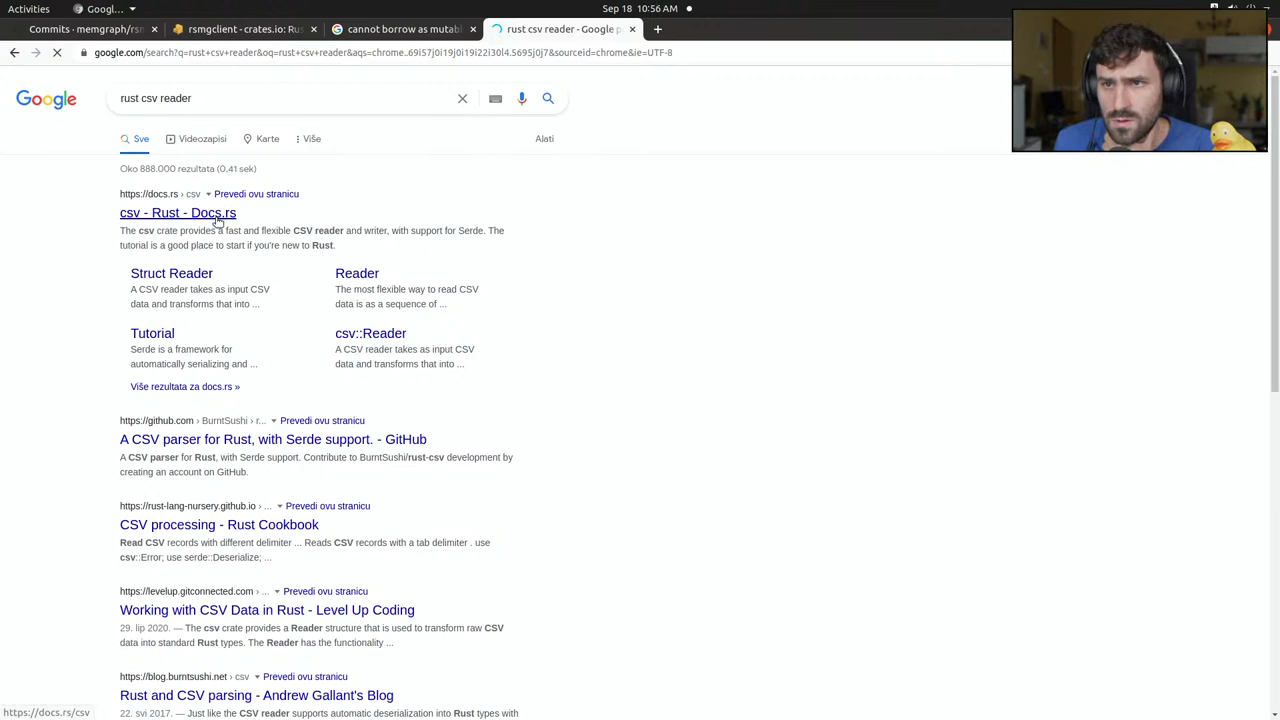 Activities
Google ...
Sep 18 10:56 AM
Commits · memgraph/rsm
rsmgclient - crates.io: Rus
cannot borrow as mutabl
rust csv reader - Google p
google.com/search?q=rust+csv+reader&oq=rust+csv+reader&aqs=chrome..69i57j0i19j0i19i22i30l4.5695j0j7&sourceid=chrome&ie=UTF-8
Google
rust csv reader
Sve
Videozapisi
Karte
Više
Alati
Oko 888.000 rezultata (0,41 sek)
https://docs.rs › csv
Prevedi ovu stranicu
csv - Rust - Docs.rs
The csv crate provides a fast and flexible CSV reader and writer, with support for Serde. The
tutorial is a good place to start if you're new to Rust.
Struct Reader
A CSV reader takes as input CSV
data and transforms that into ...
Reader
The most flexible way to read CSV
data is as a sequence of ...
Tutorial
Serde is a framework for
automatically serializing and ...
csv::Reader
A CSV reader takes as input CSV
data and transforms that into ...
Više rezultata za docs.rs »
https://github.com › BurntSushi › r...
Prevedi ovu stranicu
A CSV parser for Rust, with Serde support. - GitHub
A CSV parser for Rust, with Serde support. Contribute to BurntSushi/rust-csv development by
creating an account on GitHub.
https://rust-lang-nursery.github.io › ...
Prevedi ovu stranicu
CSV processing - Rust Cookbook
Read CSV records with different delimiter ... Reads CSV records with a tab delimiter . use
csv::Error; use serde::Deserialize; ...
https://levelup.gitconnected.com › ...
Prevedi ovu stranicu
Working with CSV Data in Rust - Level Up Coding
29. lip 2020. — The csv crate provides a Reader structure that is used to transform raw CSV
data into standard Rust types. The Reader has the functionality ...
https://blog.burntsushi.net › csv
Prevedi ovu stranicu
Rust and CSV parsing - Andrew Gallant's Blog
22. svi 2017. — Just like the CSV reader supports automatic deserialization into Rust types with
https://docs.rs/csv